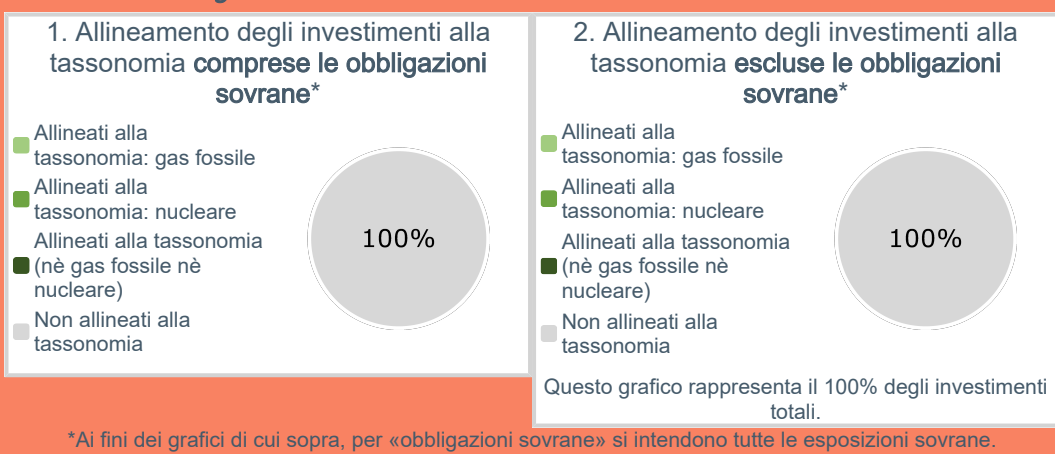 1. Allineamento degli investimenti alla
tassonomia comprese le obbligazioni
sovrane*
Allineati alla
tassonomia: gas fossile
Allineati alla
tassonomia: nucleare
Allineati alla tassonomia
(nè gas fossile nè
nucleare)
Non allineati alla
tassonomia
100%
2. Allineamento degli investimenti alla
tassonomia escluse le obbligazioni
sovrane*
Allineati alla
tassonomia: gas fossile
Allineati alla
tassonomia: nucleare
Allineati alla tassonomia
(nè gas fossile nè
nucleare)
Non allineati alla
tassonomia
100%
Questo grafico rappresenta il 100% degli investimenti
totali.
*Ai fini dei grafici di cui sopra, per «obbligazioni sovrane» si intendono tutte le esposizioni sovrane.